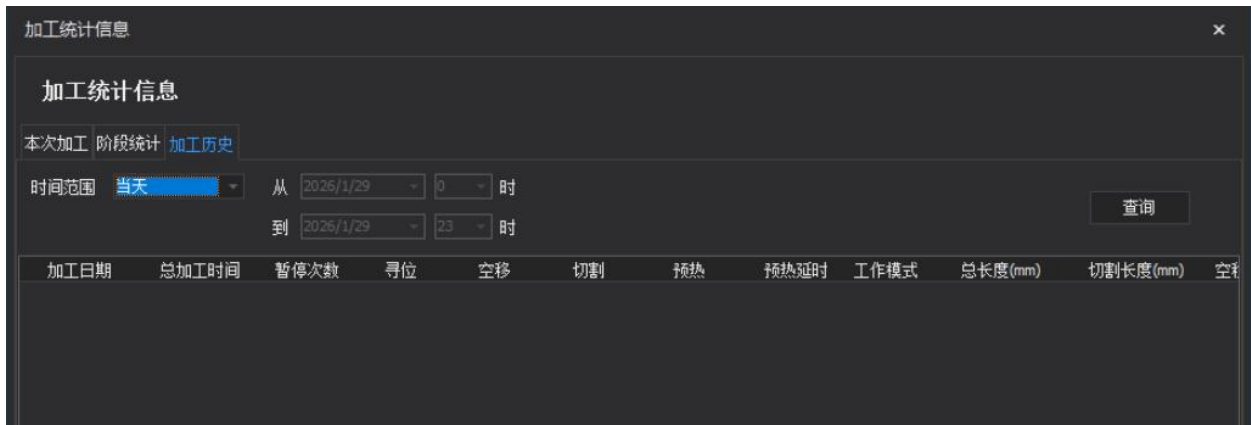 加工统计信息 ×
加工统计信息
本次加工 阶段统计 加工历史
时间范围 当天 从 2026/1/29 0 时 查询
到 2026/1/29 23 时
加工日期 总加工时间 暂停次数 寻位 空移 切割 预热 预热延时 工作模式 总长度(mm) 切割长度(mm) 空